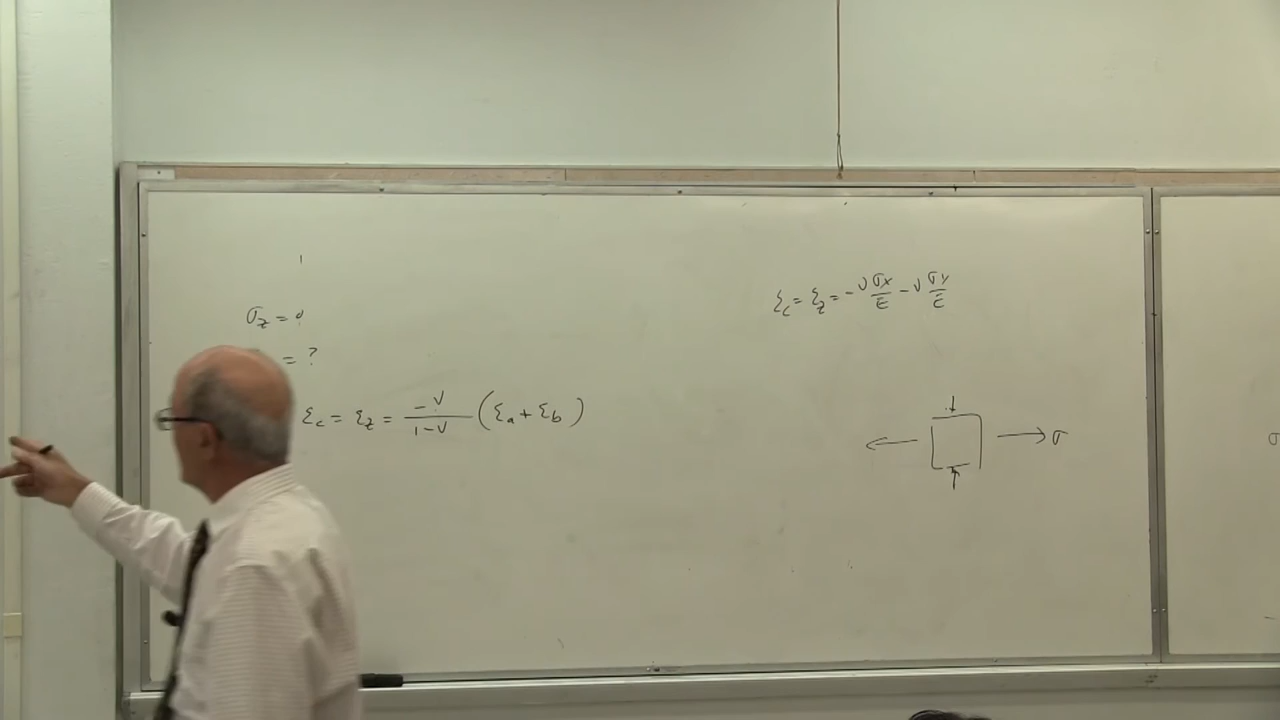 σz = 0
= ?
εc = εz = -ν/(1-ν) (εa + εb)
εc = εz = -ν σx/E - ν σy/E
σ
σ